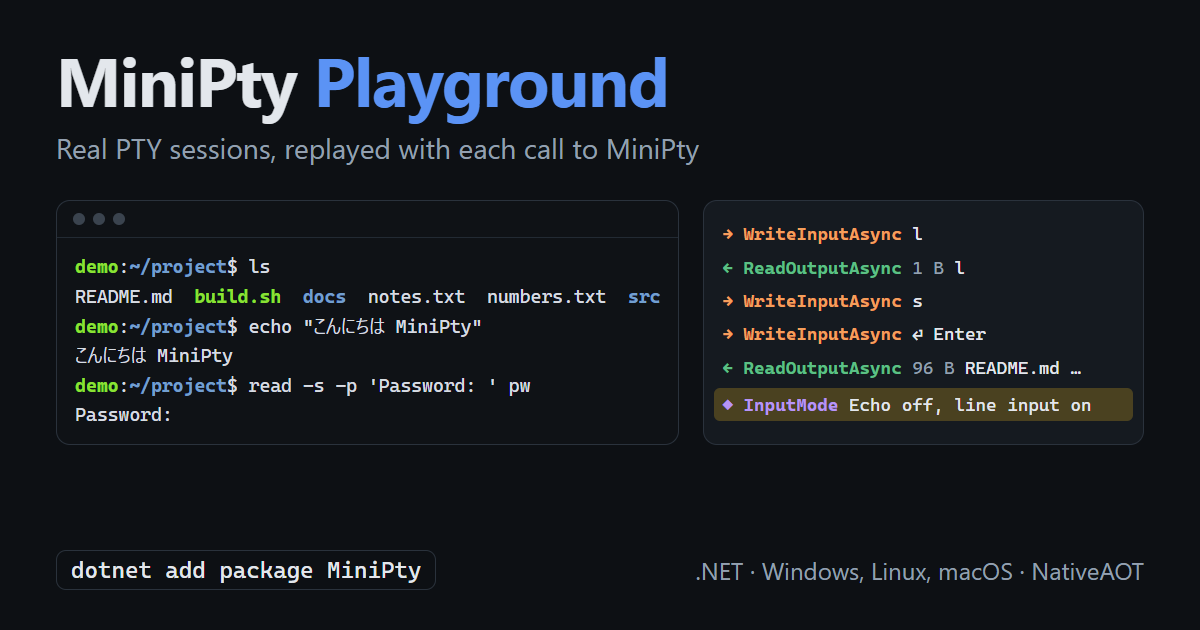 MiniPty Playground
Real PTY sessions, replayed with each call to MiniPty
demo:~/project$ ls
README.md build.sh docs notes.txt numbers.txt src
demo:~/project$ echo "こんにちは MiniPty"
こんにちは MiniPty
demo:~/project$ read -s -p 'Password: ' pw
Password:
→ WriteInputAsync l
← ReadOutputAsync 1 B l
→ WriteInputAsync s
→ WriteInputAsync ⏎ Enter
← ReadOutputAsync 96 B README.md …
◆ InputMode Echo off, line input on
dotnet add package MiniPty
.NET · Windows, Linux, macOS · NativeAOT